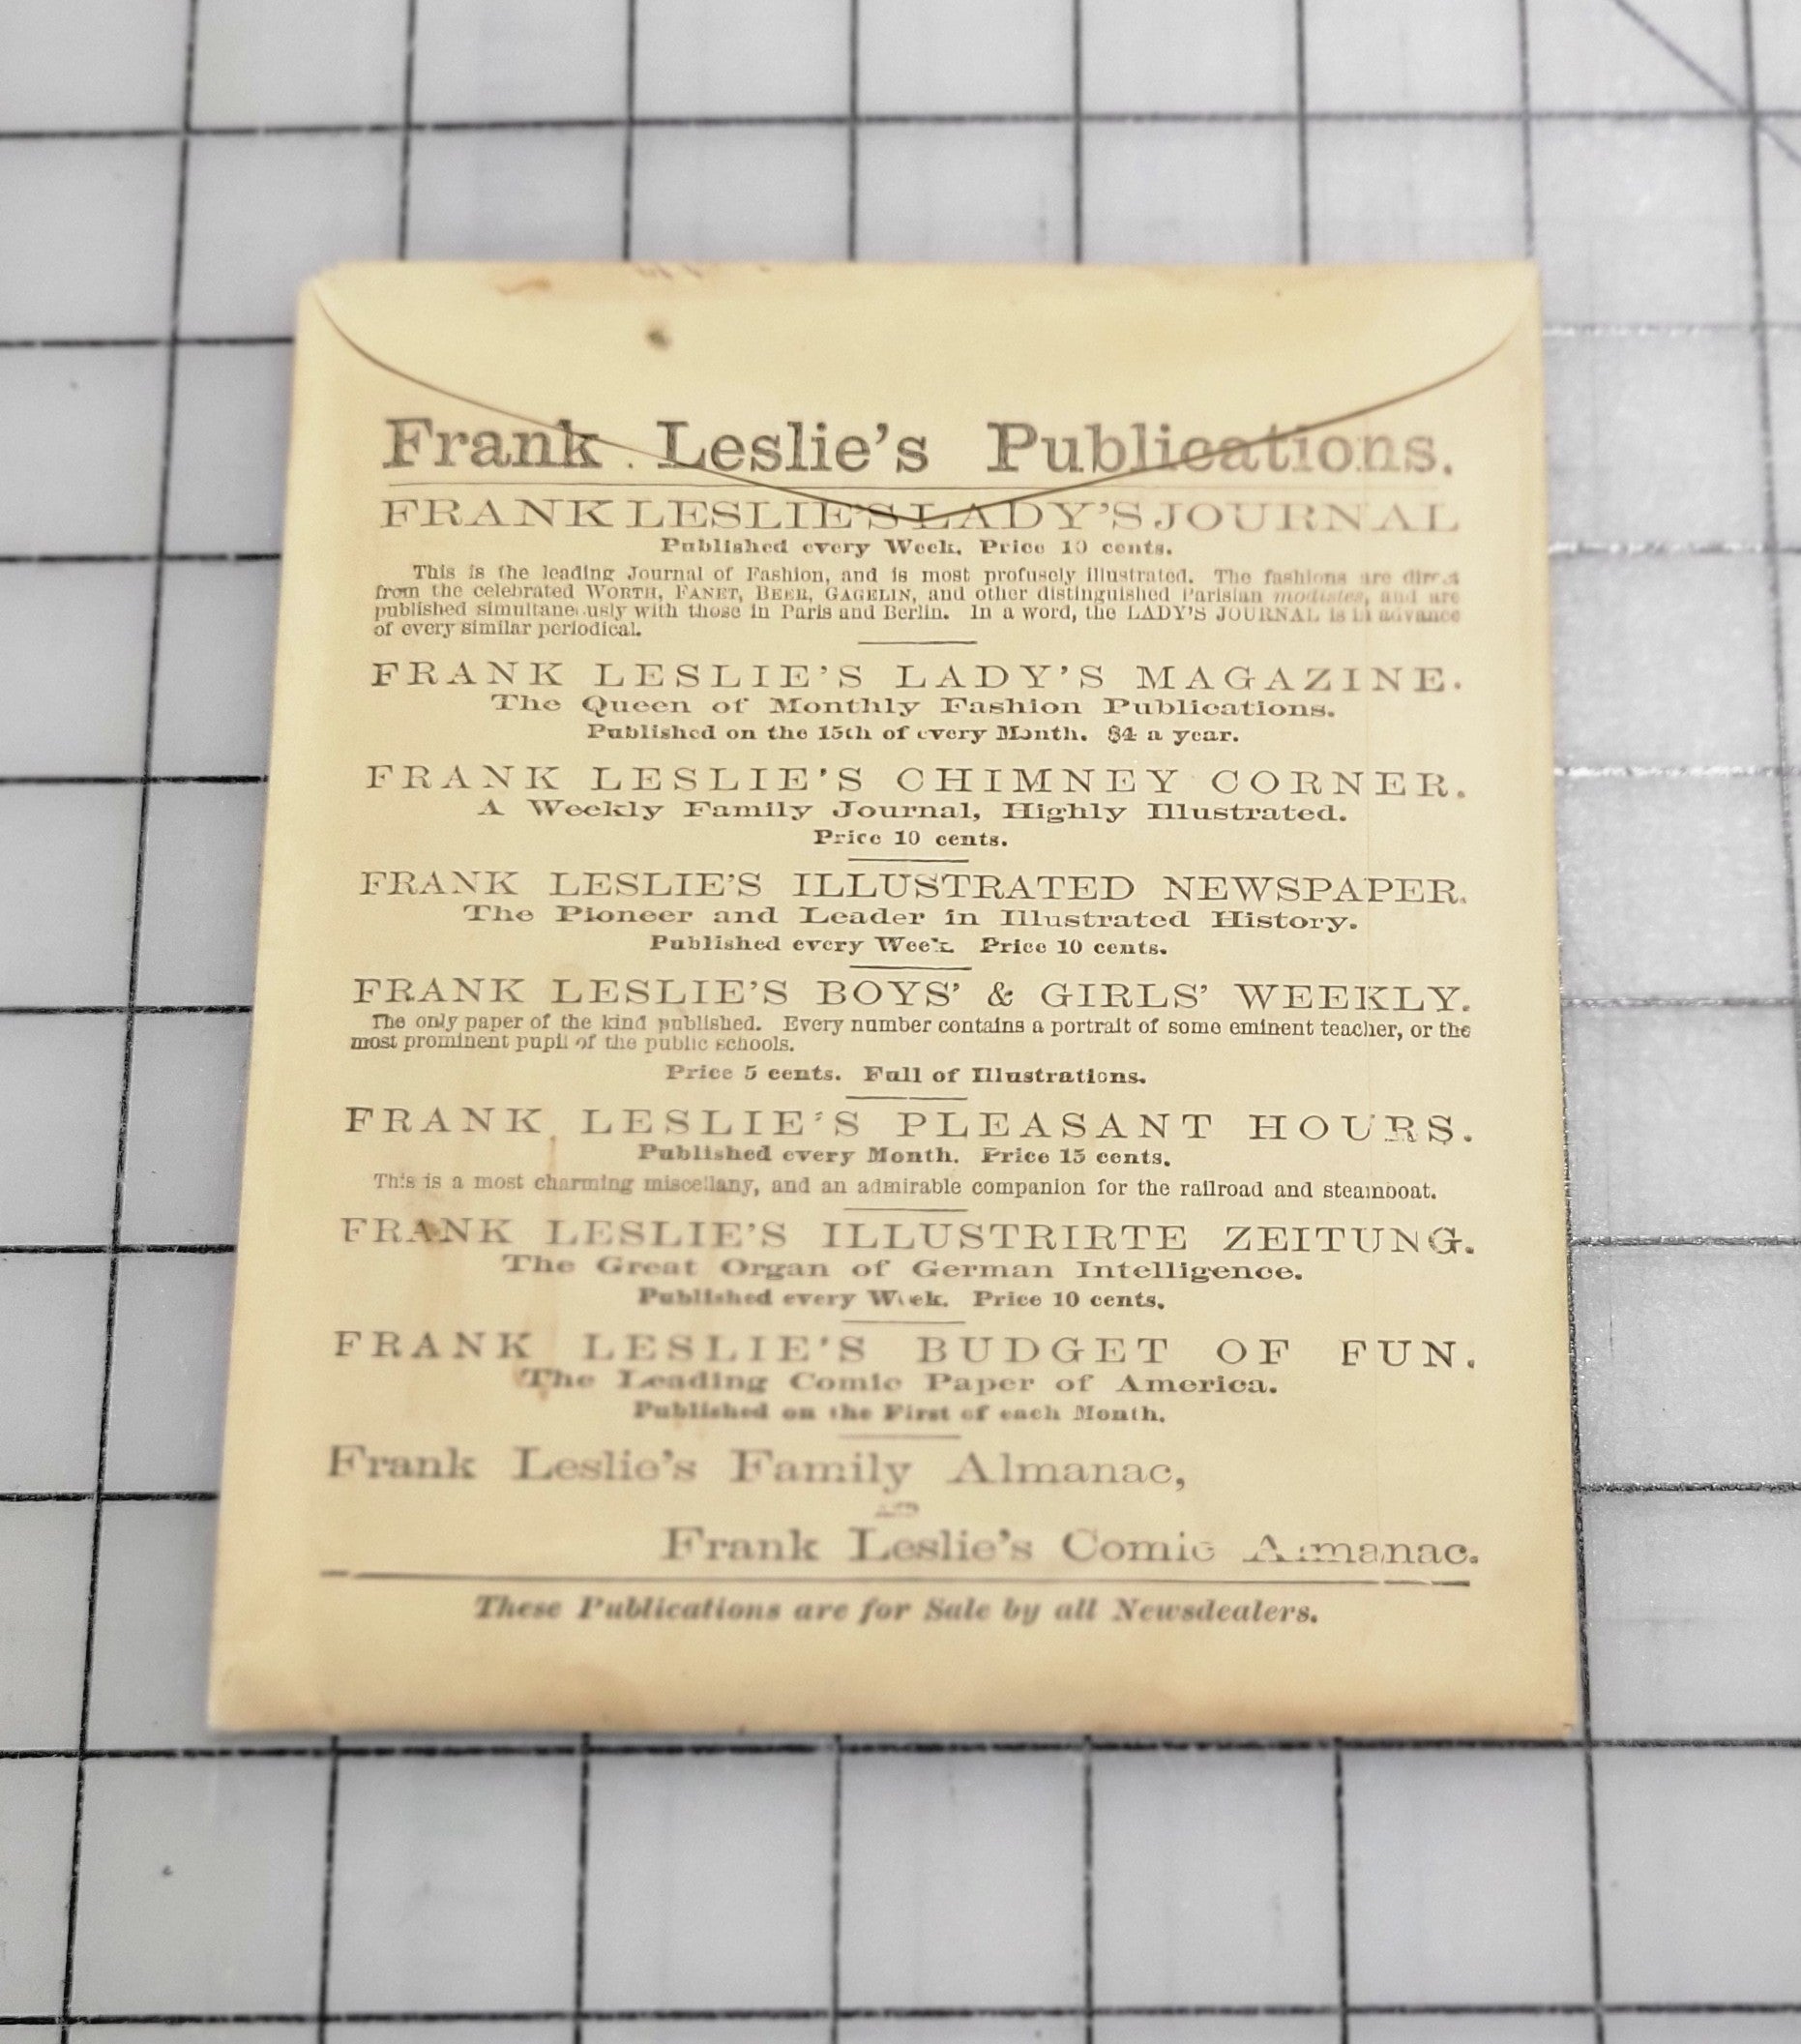 Frank Leslie's Publications.
FRANK LESLIE'S LADY'S JOURNAL
Published every Week. Price 10 cents.
This is the leading Journal of Fashion, and is most profusely illustrated. The fashions are direct
from the celebrated WORTH, FANET, BEER, GAGELIN, and other distinguished Parisian modistes, and are
published simultaneously with those in Paris and Berlin. In a word, the LADY'S JOURNAL is in advance
of every similar periodical.
FRANK LESLIE'S LADY'S MAGAZINE.
The Queen of Monthly Fashion Publications.
Published on the 15th of every Month. $4 a year.
FRANK LESLIE'S CHIMNEY CORNER.
A Weekly Family Journal, Highly Illustrated.
Price 10 cents.
FRANK LESLIE'S ILLUSTRATED NEWSPAPER.
The Pioneer and Leader in Illustrated History.
Published every Week. Price 10 cents.
FRANK LESLIE'S BOYS' & GIRLS' WEEKLY.
The only paper of the kind published. Every number contains a portrait of some eminent teacher, or the
most prominent pupil of the public schools.
Price 5 cents. Full of Illustrations.
FRANK LESLIE'S PLEASANT HOURS.
Published every Month. Price 15 cents.
This is a most charming miscellany, and an admirable companion for the railroad and steamboat.
FRANK LESLIE'S ILLUSTRIRTE ZEITUNG.
The Great Organ of German Intelligence.
Published every Week. Price 10 cents.
FRANK LESLIE'S BUDGET OF FUN.
The Leading Comic Paper of America.
Published on the First of each Month.
Frank Leslie's Family Almanac,
AND
Frank Leslie's Comic Almanac.
These Publications are for Sale by all Newsdealers.